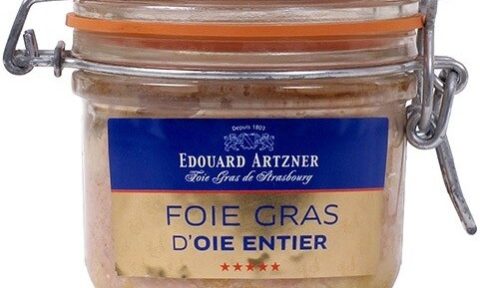 Depuis 1803
EDOUARD ARTZNER
Foie Gras de Strasbourg
FOIE GRAS
D'OIE ENTIER